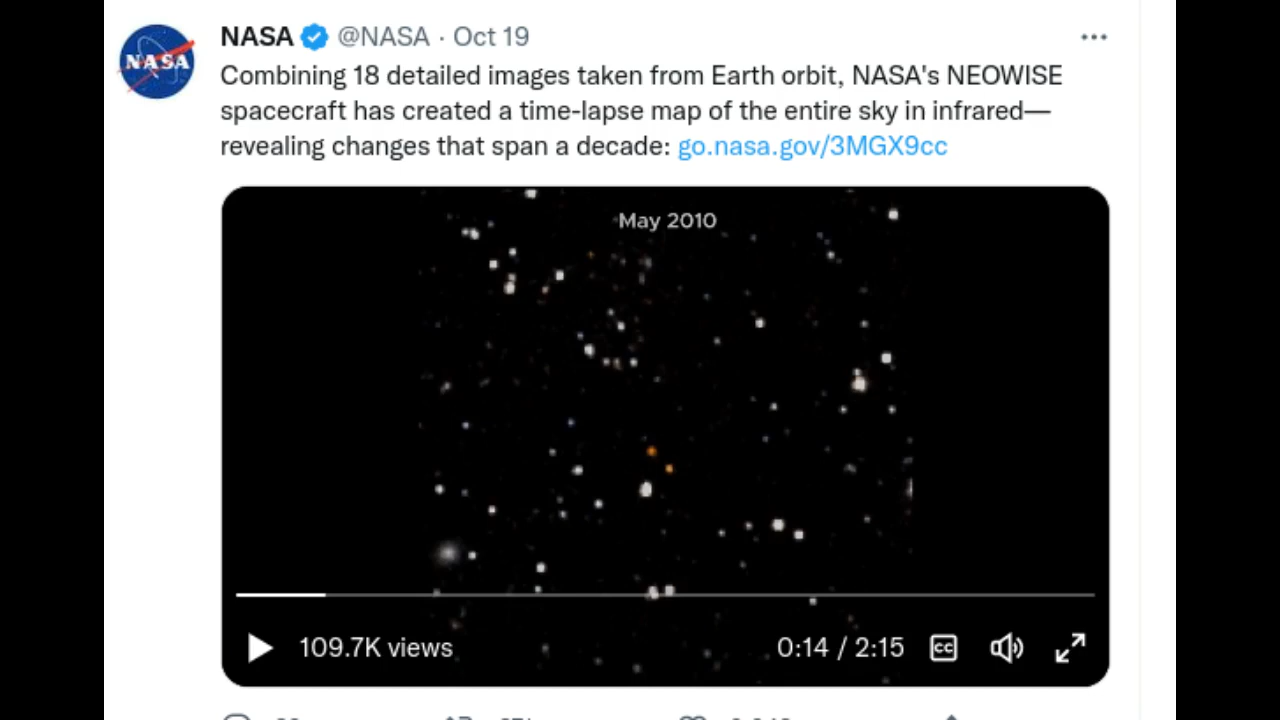 NASA
NASA @NASA · Oct 19
Combining 18 detailed images taken from Earth orbit, NASA's NEOWISE
spacecraft has created a time-lapse map of the entire sky in infrared—
revealing changes that span a decade: go.nasa.gov/3MGX9cc
May 2010
109.7K views
0:14 / 2:15
CC